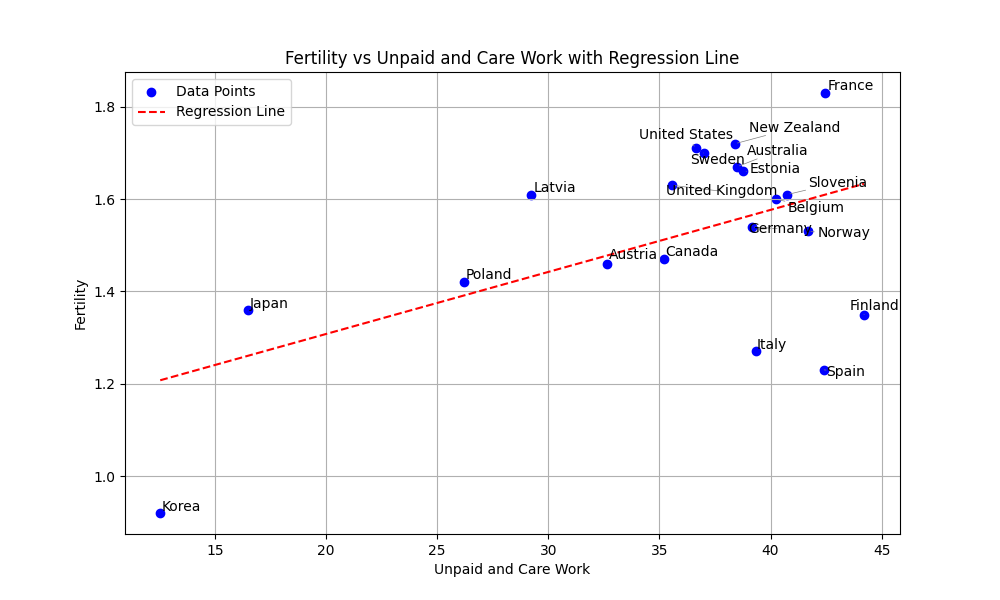 Fertility vs Unpaid and Care Work with Regression Line
Data Points
Regression Line
France
New Zealand
United States
Australia
Sweden
Estonia
Slovenia
Latvia
United Kingdom
Belgium
Germany
Norway
Canada
Austria
Poland
Japan
Finland
Italy
Spain
Korea
1.8
1.6
1.4
1.2
1.0
Fertility
15 20 25 30 35 40 45
Unpaid and Care Work